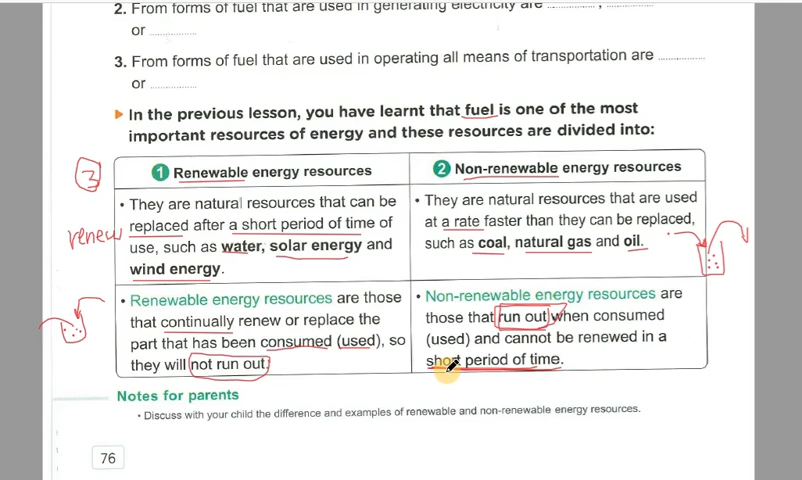 2. From forms of fuel that are used in generating electricity are ............ , ............
or ............
3. From forms of fuel that are used in operating all means of transportation are ............
or ............
In the previous lesson, you have learnt that fuel is one of the most
important resources of energy and these resources are divided into:
3
1 Renewable energy resources
2 Non-renewable energy resources
• They are natural resources that can be
replaced after a short period of time of
use, such as water, solar energy and
wind energy.
renew
• They are natural resources that are used
at a rate faster than they can be replaced,
such as coal, natural gas and oil.
• Renewable energy resources are those
that continually renew or replace the
part that has been consumed (used), so
they will not run out.
• Non-renewable energy resources are
those that run out when consumed
(used) and cannot be renewed in a
short period of time.
Notes for parents
• Discuss with your child the difference and examples of renewable and non-renewable energy resources.
76